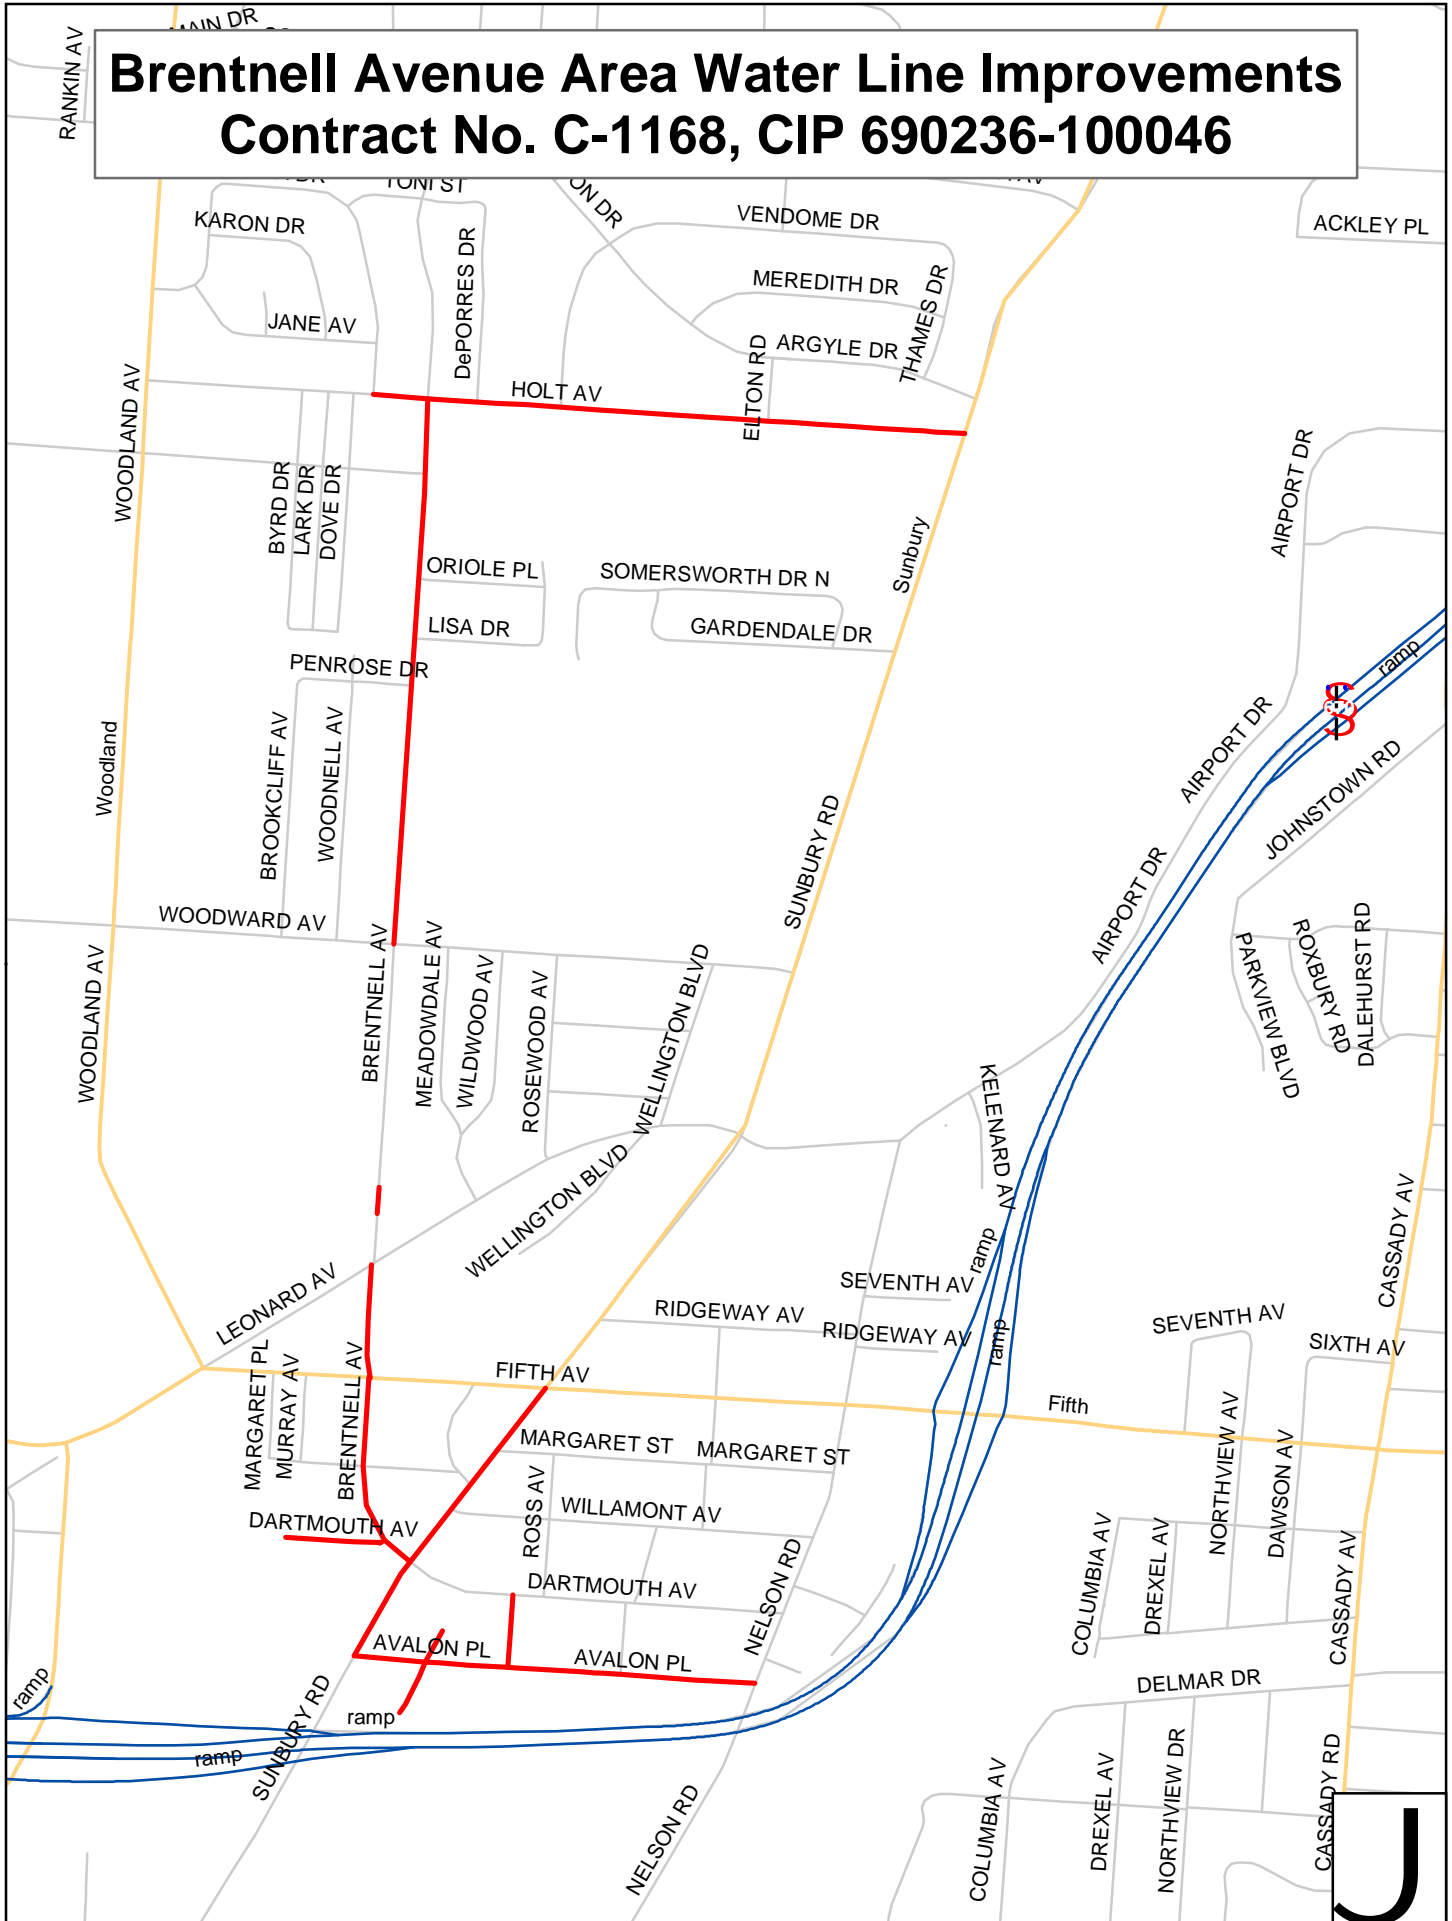 MAIN DR
RANKIN AV
Brentnell Avenue Area Water Line Improvements
Contract No. C-1168, CIP 690236-100046
TONI ST
ON DR
KARON DR
VENDOME DR
ACKLEY PL
DePORRES DR
MEREDITH DR
THAMES DR
JANE AV
ARGYLE DR
ELTON RD
HOLT AV
WOODLAND AV
BYRD DR
LARK DR
DOVE DR
AIRPORT DR
Sunbury
ORIOLE PL
SOMERSWORTH DR N
LISA DR
GARDENDALE DR
PENROSE DR
ramp
BROOKCLIFF AV
WOODNELL AV
Woodland
AIRPORT DR
JOHNSTOWN RD
SUNBURY RD
WOODWARD AV
AIRPORT DR
BRENTNELL AV
MEADOWDALE AV
WILDWOOD AV
ROSEWOOD AV
WELLINGTON BLVD
WOODLAND AV
PARKVIEW BLVD
ROXBURY RD
DALEHURST RD
KELENARD AV
WELLINGTON BLVD
CASSADY AV
ramp
LEONARD AV
SEVENTH AV
RIDGEWAY AV
RIDGEWAY AV
ramp
SEVENTH AV
SIXTH AV
MARGARET PL
MURRAY AV
BRENTNELL AV
FIFTH AV
Fifth
MARGARET ST
MARGARET ST
NORTHVIEW AV
DAWSON AV
ROSS AV
WILLAMONT AV
DARTMOUTH AV
COLUMBIA AV
DREXEL AV
CASSADY AV
DARTMOUTH AV
NELSON RD
AVALON PL
AVALON PL
DELMAR DR
ramp
SUNBURY RD
ramp
ramp
NELSON RD
COLUMBIA AV
DREXEL AV
NORTHVIEW DR
CASSADY RD